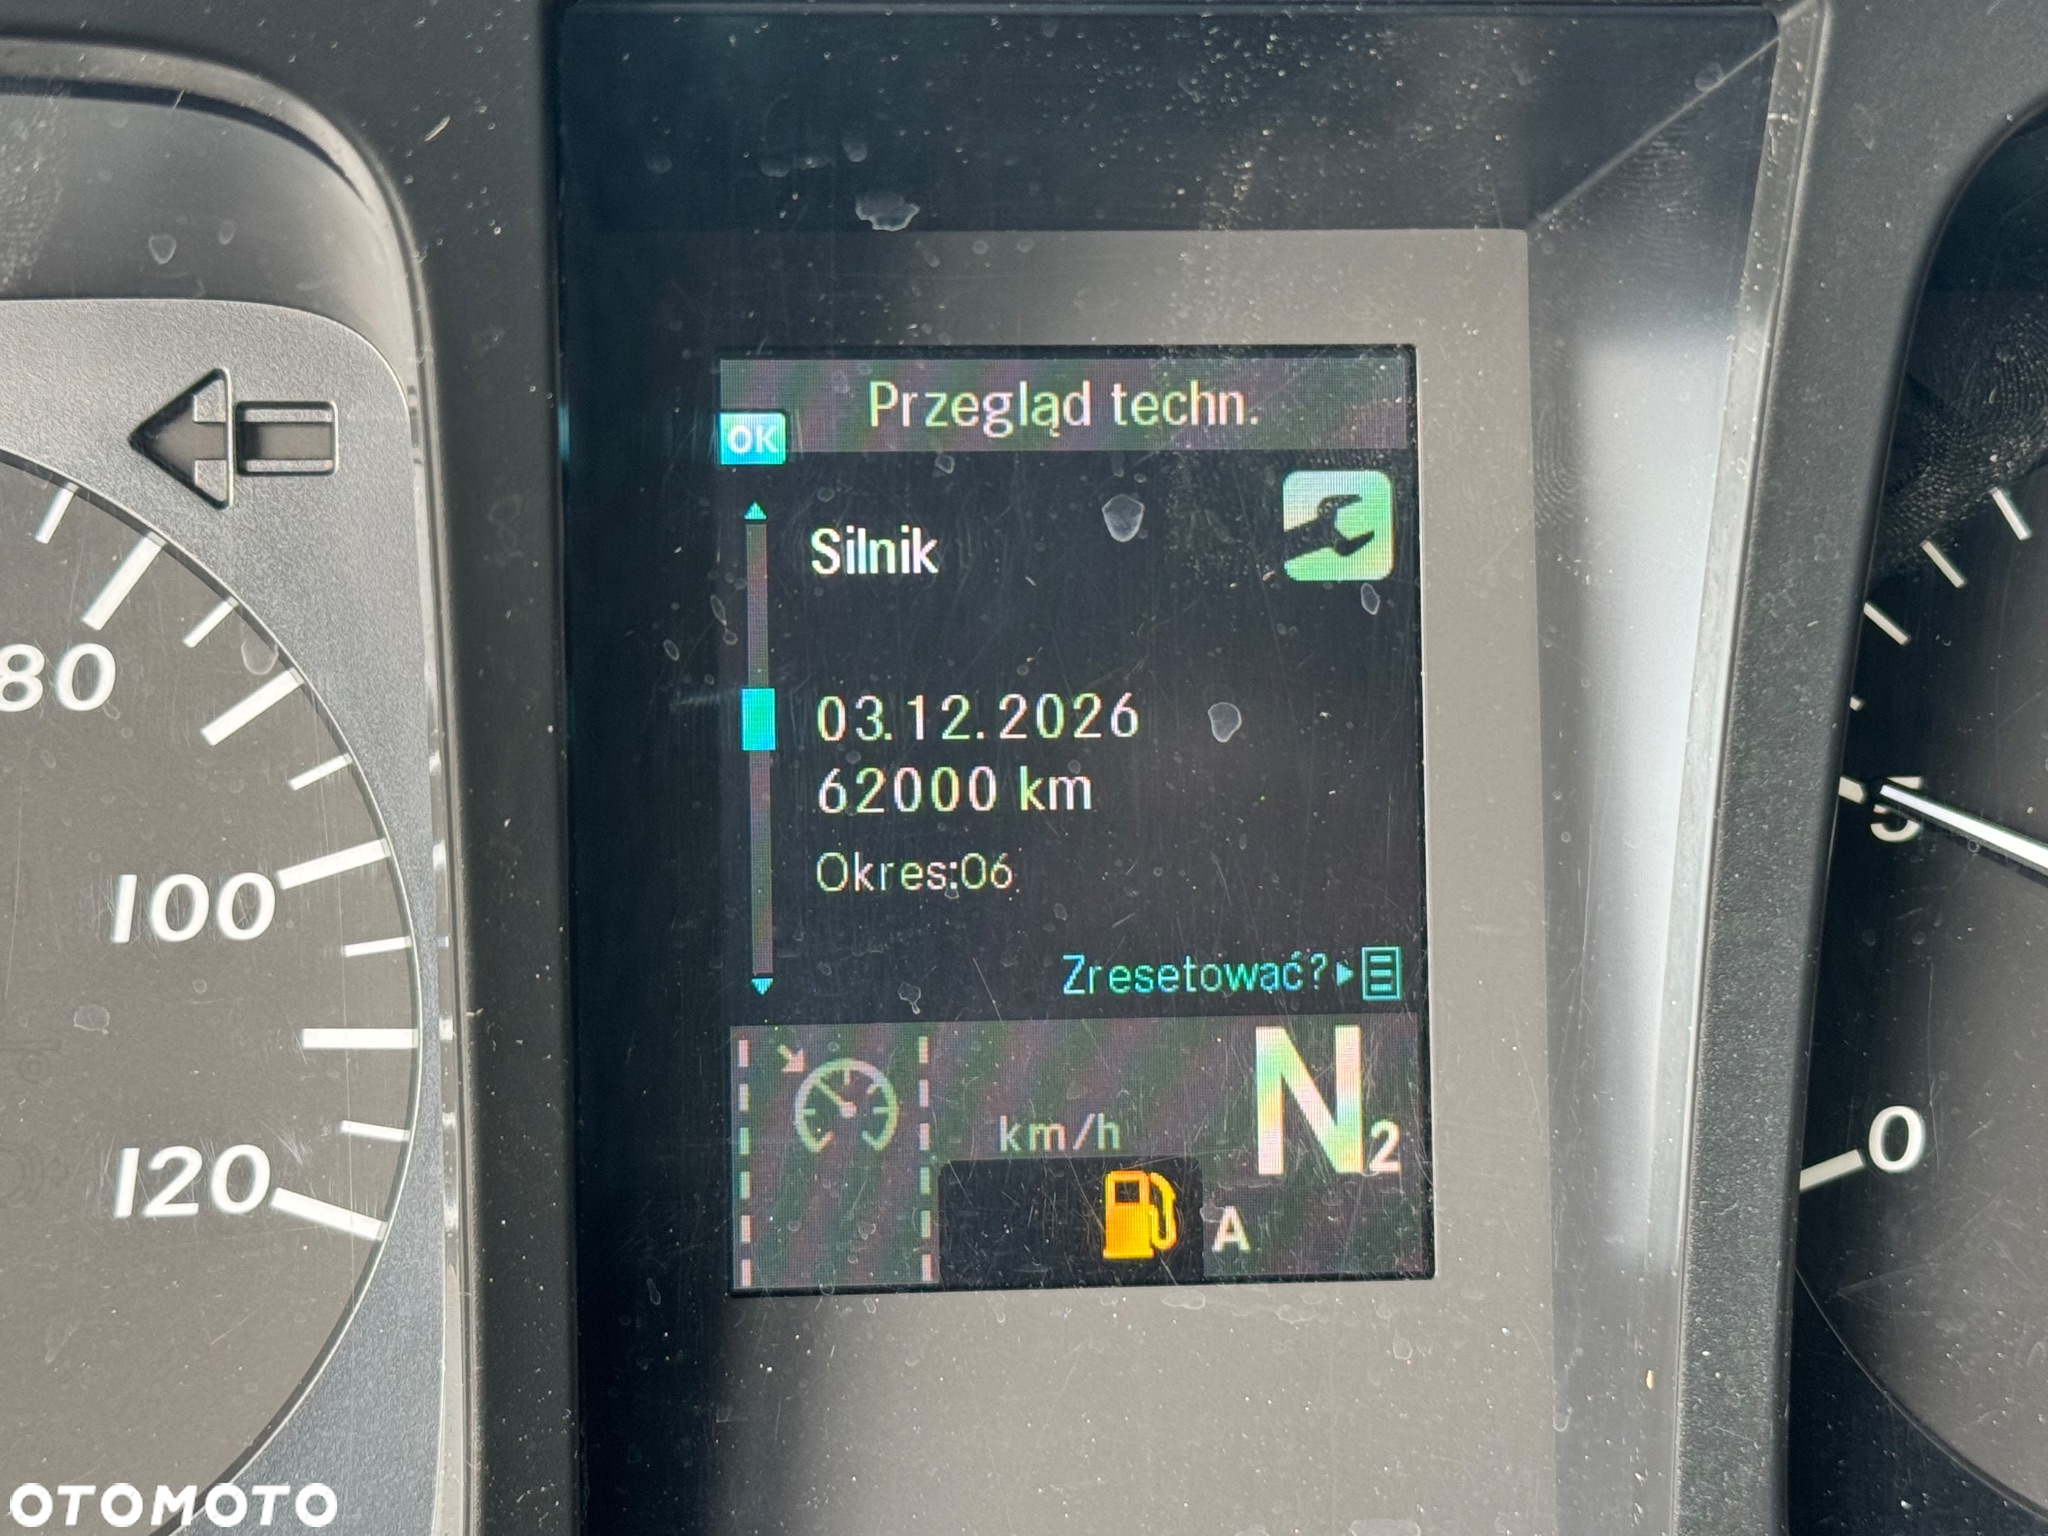 Przegląd techn.
OK
Silnik
03.12.2026
62000 km
Okres:06
Zresetować?
km/h
N2
A
80
100
120
5
0
OTOMOTO